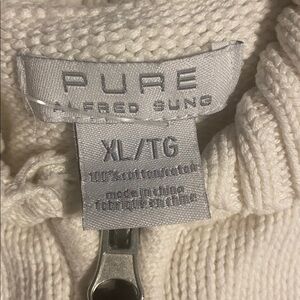 PURE
ALFRED SUNG
XL/TG
100% cotton/coton
made in china
fabriqué en chine